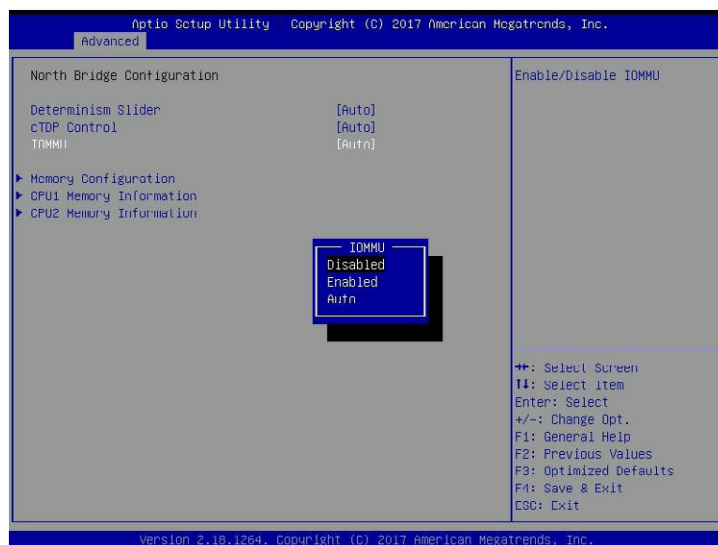 Aptio Setup Utility - Copyright (C) 2017 American Megatrends, Inc.
Advanced
North Bridge Configuration
Determinism Slider [Auto]
cTDP Control [Auto]
IOMMU [Auto]
Memory Configuration
CPU1 Memory Information
CPU2 Memory Information
IOMMU
Disabled
Enabled
Auto
Enable/Disable IOMMU
→←: Select Screen
↑↓: Select Item
Enter: Select
+/-: Change Opt.
F1: General Help
F2: Previous Values
F3: Optimized Defaults
F4: Save & Exit
ESC: Exit
Version 2.18.1264. Copyright (C) 2017 American Megatrends, Inc.